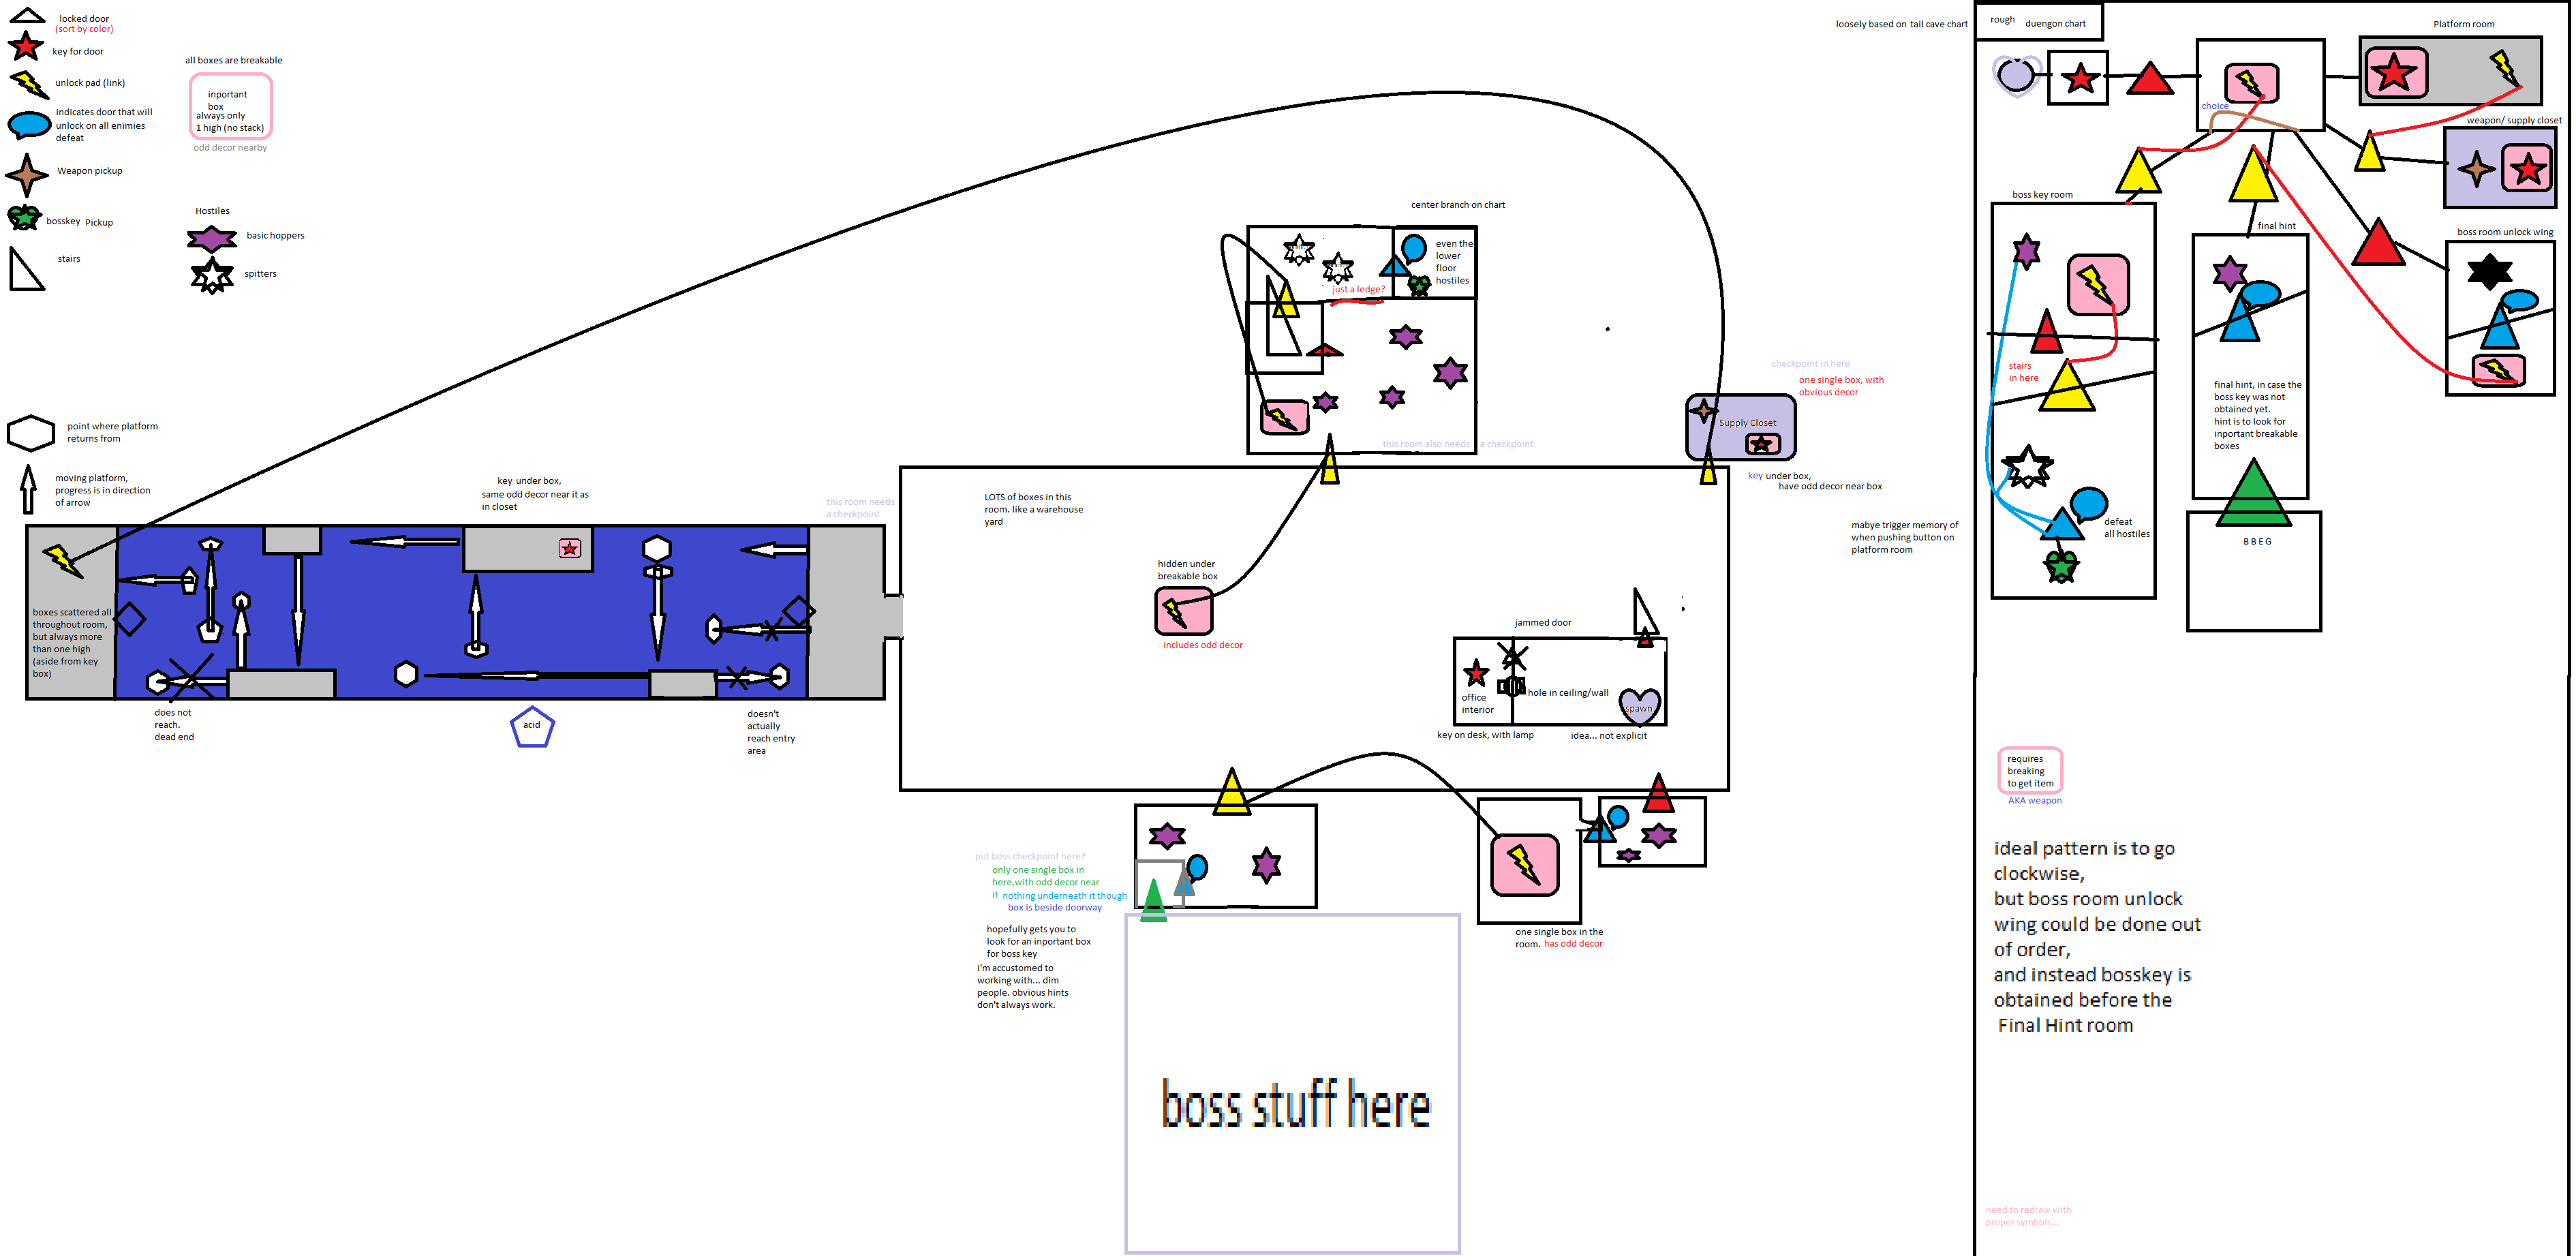 locked door
(sort by color)
key for door
unlock pad (link)
indicates door that will
unlock on all enimies
defeat
Weapon pickup
bosskey Pickup
stairs
all boxes are breakable
inportant
box
always only
1 high (no stack)
odd decor nearby
Hostiles
basic hoppers
spitters
point where platform
returns from
moving platform,
progress is in direction
of arrow
key under box,
same odd decor near it as
in closet
this room needs
a checkpoint
boxes scattered all
throughout room,
but always more
than one high
(aside from key
box)
does not
reach.
dead end
acid
doesn't
actually
reach entry
area
center branch on chart
even the
lower
floor
hostiles
just a ledge?
this room also needs a checkpoint
checkpoint in here
one single box, with
obvious decor
Supply Closet
key under box,
have odd decor near box
LOTS of boxes in this
room. like a warehouse
yard
hidden under
breakable box
includes odd decor
jammed door
hole in ceiling/wall
office
interior
spawn
key on desk, with lamp
idea... not explicit
mabye trigger memory of
when pushing button on
platform room
put boss checkpoint here?
only one single box in
here,with odd decor near
it nothing underneath it though
box is beside doorway
hopefully gets you to
look for an inportant box
for boss key
i'm accustomed to
working with... dim
people. obvious hints
don't always work.
one single box in the
room. has odd decor
boss stuff here
loosely based on tail cave chart
rough duengon chart
Platform room
choice
weapon/ supply closet
boss key room
final hint
boss room unlock wing
stairs
in here
final hint, in case the
boss key was not
obtained yet.
hint is to look for
inportant breakable
boxes
defeat
all hostiles
B B E G
requires
breaking
to get item
AKA weapon
ideal pattern is to go
clockwise,
but boss room unlock
wing could be done out
of order,
and instead bosskey is
obtained before the
Final Hint room
need to redraw with
proper symbols...